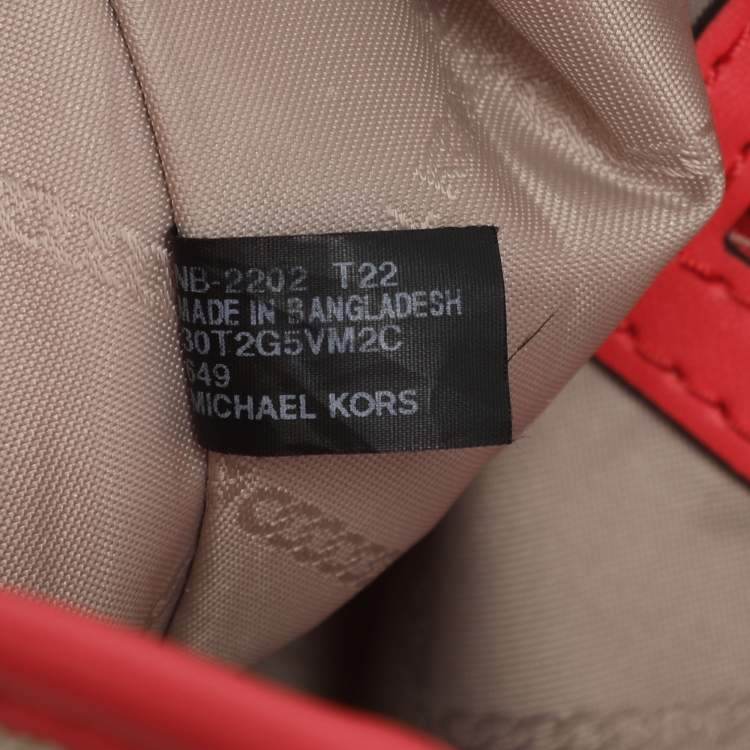 NB-2202 T22
MADE IN BANGLADESH
30T2G5VM2C
649
MICHAEL KORS